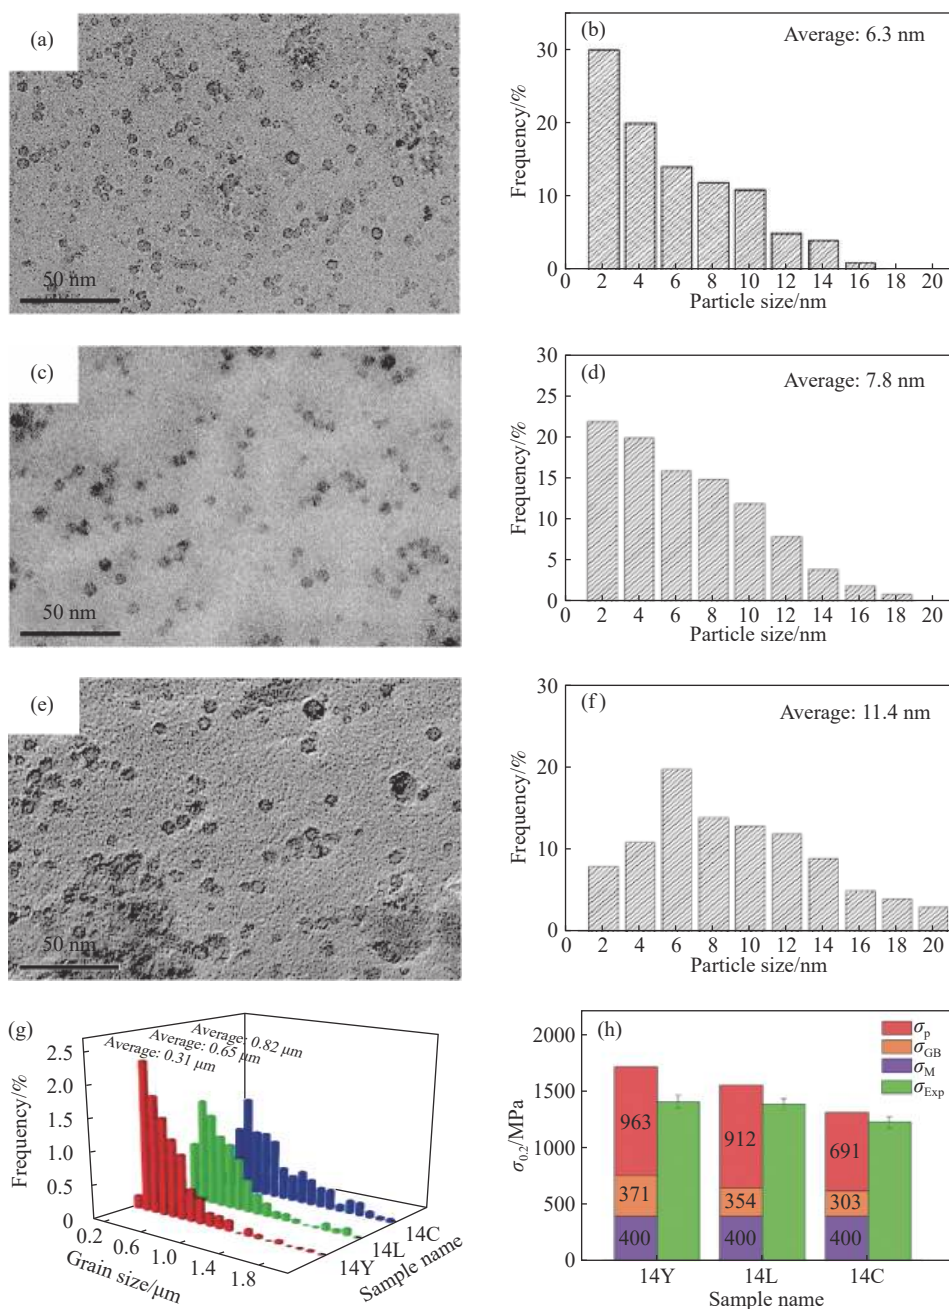 (a)
50 nm
(b)
Average: 6.3 nm
30
20
10
0
Frequency/%
0 2 4 6 8 10 12 14 16 18 20
Particle size/nm
(c)
50 nm
(d)
Average: 7.8 nm
30
25
20
15
10
5
0
Frequency/%
0 2 4 6 8 10 12 14 16 18 20
Particle size/nm
(e)
50 nm
(f)
Average: 11.4 nm
30
20
10
0
Frequency/%
0 2 4 6 8 10 12 14 16 18 20
Particle size/nm
(g)
Average: 0.82 μm
Average: 0.65 μm
Average: 0.31 μm
2.5
2.0
1.5
1.0
0.5
0
Frequency/%
0.2 0.6 1.0 1.4 1.8
Grain size/μm
14Y 14L 14C
Sample name
(h)
σp
σGB
σM
σExp
2000
1500
1000
500
0
σ0.2/MPa
963 912 691
371 354 303
400 400 400
14Y 14L 14C
Sample name